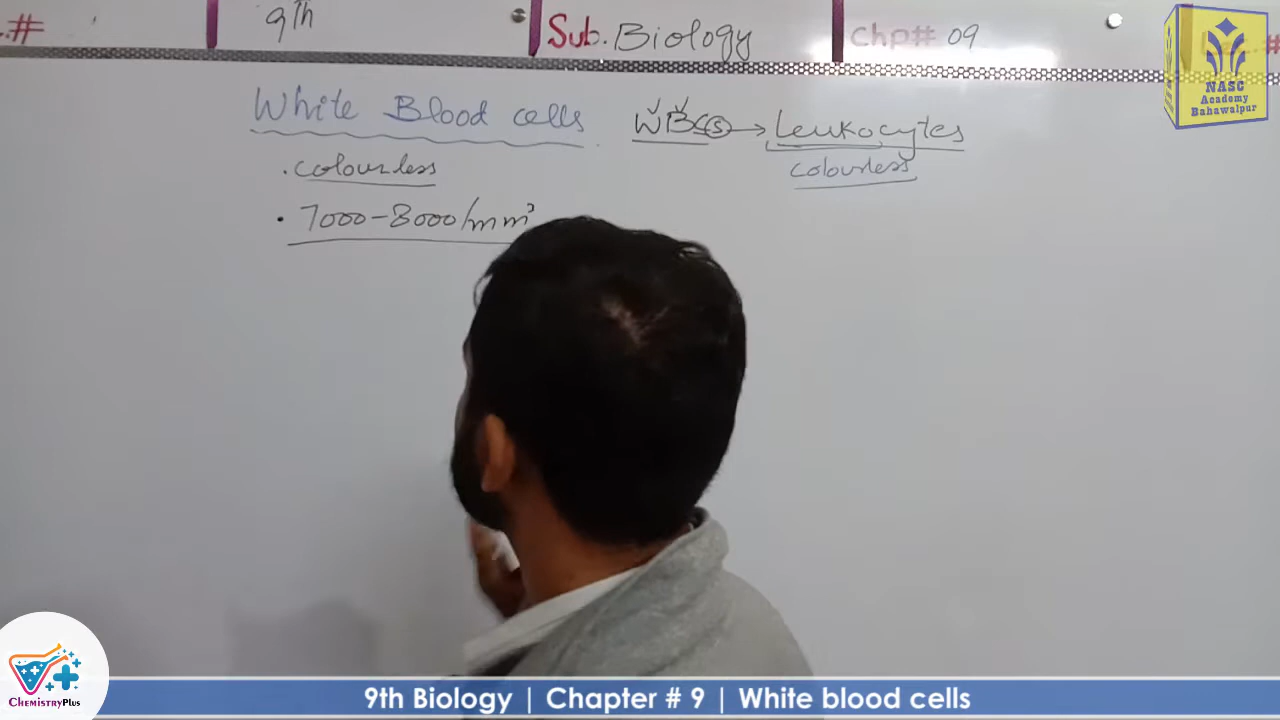 .#
9th
Sub. Biology
Chp# 09
NASC
Academy
Bahawalpur
White Blood cells
WBCs → Leukocytes
colourless
• colourless
• 7000-8000/mm³
ChemistryPlus
9th Biology | Chapter # 9 | White blood cells